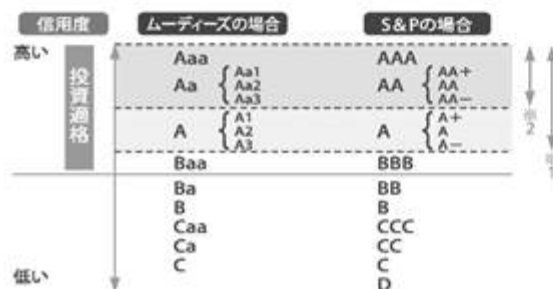 信用度 ムーディーズの場合 S&Pの場合
高い
投資適格
Aaa AAA
Aa { Aa1 Aa2 Aa3 AA { AA+ AA AA−
A { A1 A2 A3 A { A+ A A−
Baa BBB
Ba BB
B B
Caa CCC
Ca CC
C C
低い D
※2